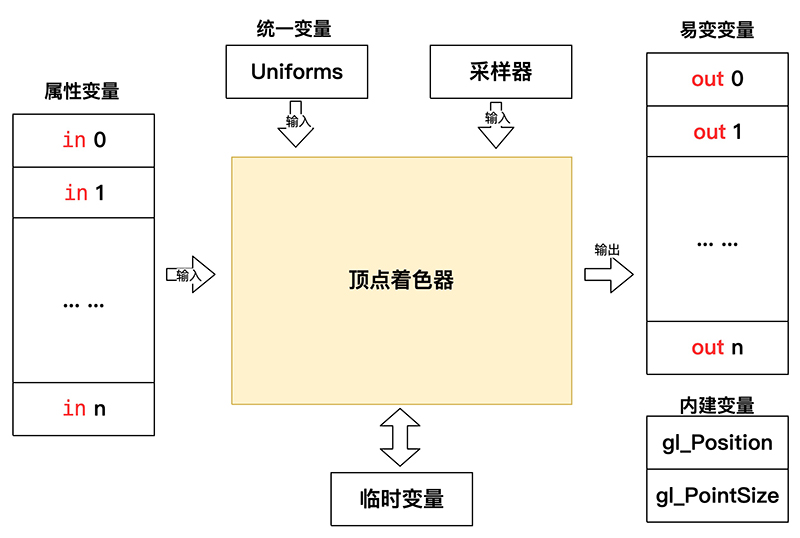 统一变量
Uniforms
采样器
输入
输入
属性变量
in 0
in 1
... ...
in n
输入
顶点着色器
临时变量
输出
易变变量
out 0
out 1
... ...
out n
内建变量
gl_Position
gl_PointSize